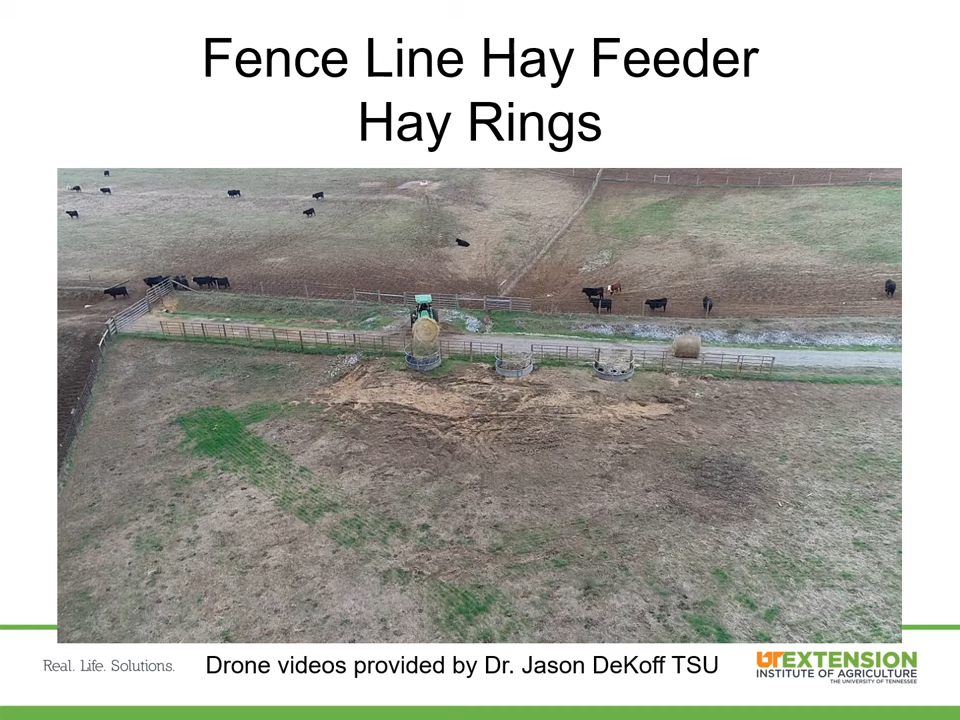 Fence Line Hay Feeder
Hay Rings
Real. Life. Solutions.
Drone videos provided by Dr. Jason DeKoff TSU
UTEXTENSION
INSTITUTE OF AGRICULTURE
THE UNIVERSITY OF TENNESSEE